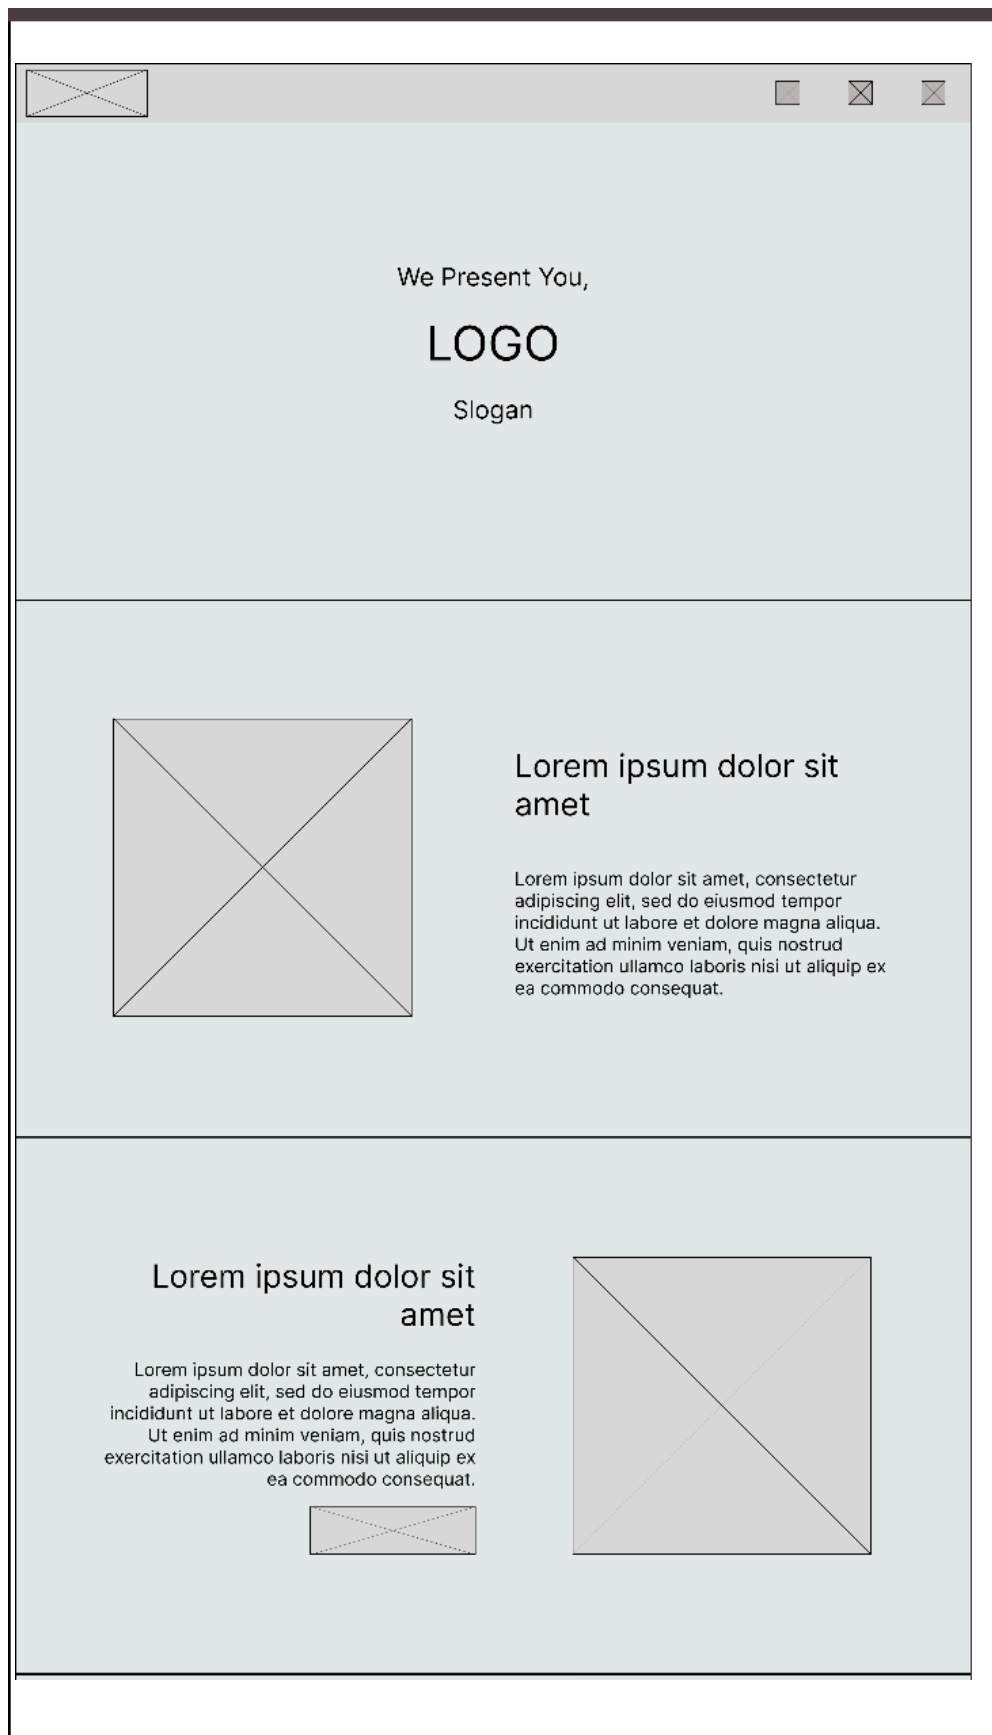 We Present You,
LOGO
Slogan
Lorem ipsum dolor sit
amet
Lorem ipsum dolor sit amet, consectetur
adipiscing elit, sed do eiusmod tempor
incididunt ut labore et dolore magna aliqua.
Ut enim ad minim veniam, quis nostrud
exercitation ullamco laboris nisi ut aliquip ex
ea commodo consequat.
Lorem ipsum dolor sit
amet
Lorem ipsum dolor sit amet, consectetur
adipiscing elit, sed do eiusmod tempor
incididunt ut labore et dolore magna aliqua.
Ut enim ad minim veniam, quis nostrud
exercitation ullamco laboris nisi ut aliquip ex
ea commodo consequat.